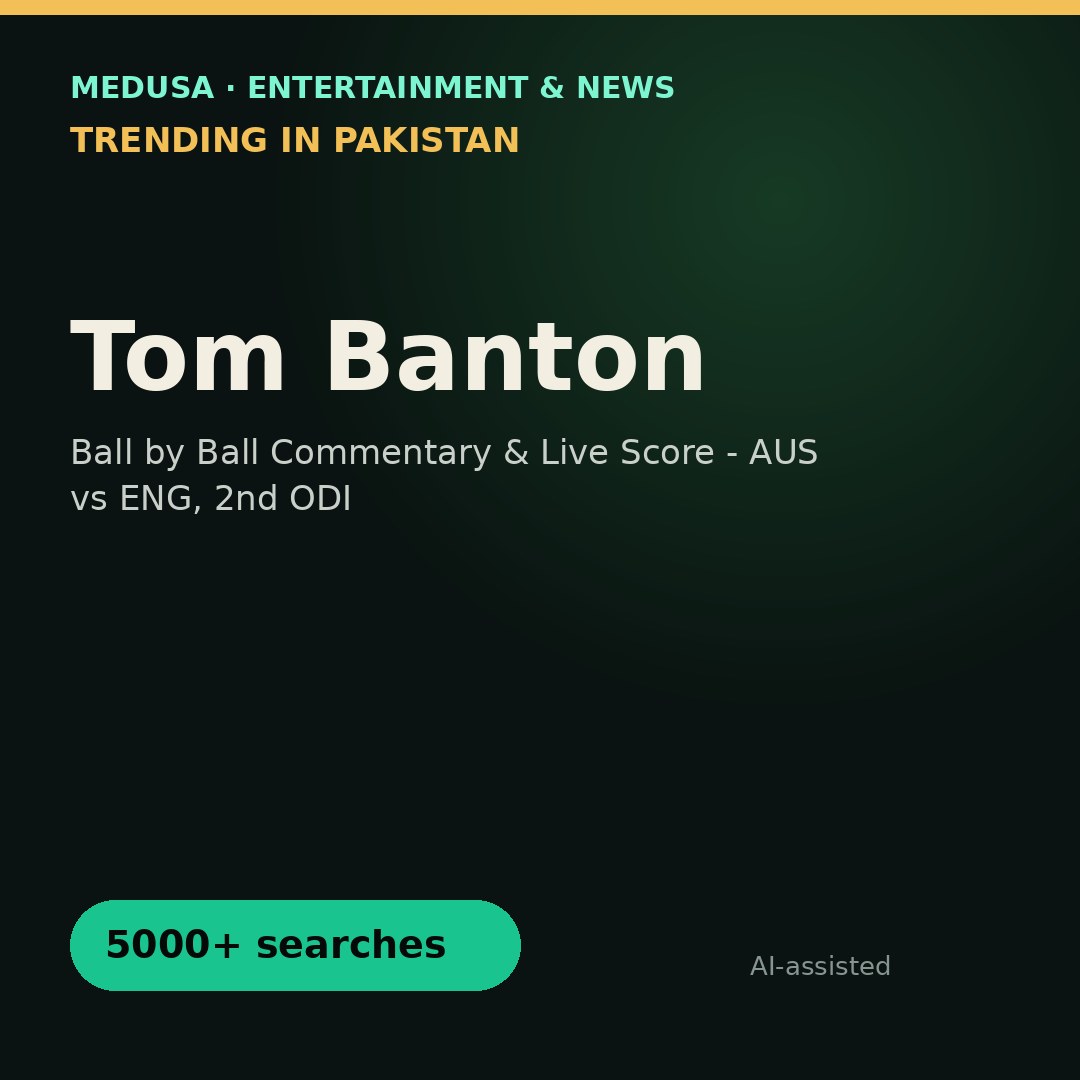 MEDUSA · ENTERTAINMENT & NEWS
TRENDING IN PAKISTAN
Tom Banton
Ball by Ball Commentary & Live Score - AUS
vs ENG, 2nd ODI
5000+ searches
AI-assisted